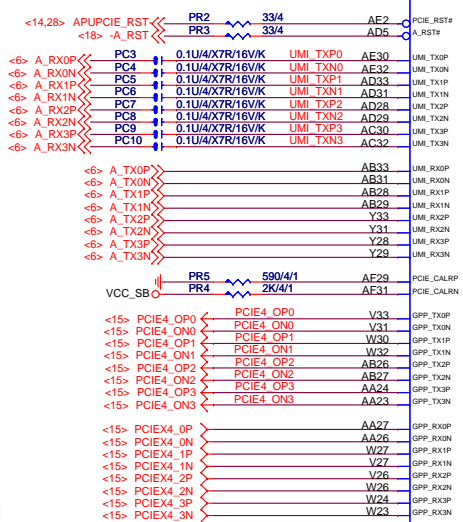 <14,28> APUPCIE_RST PR2 33/4 AE2 PCIE_RST#
<18> -A_RST PR3 33/4 AD5 A_RST#
<6> A_RX0P PC3 0.1U/4/X7R/16V/K UMI_TXP0 AE30 UMI_TX0P
<6> A_RX0N PC4 0.1U/4/X7R/16V/K UMI_TXN0 AE32 UMI_TX0N
<6> A_RX1P PC5 0.1U/4/X7R/16V/K UMI_TXP1 AD33 UMI_TX1P
<6> A_RX1N PC6 0.1U/4/X7R/16V/K UMI_TXN1 AD31 UMI_TX1N
<6> A_RX2P PC7 0.1U/4/X7R/16V/K UMI_TXP2 AD28 UMI_TX2P
<6> A_RX2N PC8 0.1U/4/X7R/16V/K UMI_TXN2 AD29 UMI_TX2N
<6> A_RX3P PC9 0.1U/4/X7R/16V/K UMI_TXP3 AC30 UMI_TX3P
<6> A_RX3N PC10 0.1U/4/X7R/16V/K UMI_TXN3 AC32 UMI_TX3N
<6> A_TX0P AB33 UMI_RX0P
<6> A_TX0N AB31 UMI_RX0N
<6> A_TX1P AB28 UMI_RX1P
<6> A_TX1N AB29 UMI_RX1N
<6> A_TX2P Y33 UMI_RX2P
<6> A_TX2N Y31 UMI_RX2N
<6> A_TX3P Y28 UMI_RX3P
<6> A_TX3N Y29 UMI_RX3N
PR5 590/4/1 AF29 PCIE_CALRP
VCC_SB PR4 2K/4/1 AF31 PCIE_CALRN
<15> PCIE4_OP0 PCIE4_OP0 V33 GPP_TX0P
<15> PCIE4_ON0 PCIE4_ON0 V31 GPP_TX0N
<15> PCIE4_OP1 PCIE4_OP1 W30 GPP_TX1P
<15> PCIE4_ON1 PCIE4_ON1 W32 GPP_TX1N
<15> PCIE4_OP2 PCIE4_OP2 AB26 GPP_TX2P
<15> PCIE4_ON2 PCIE4_ON2 AB27 GPP_TX2N
<15> PCIE4_OP3 PCIE4_OP3 AA24 GPP_TX3P
<15> PCIE4_ON3 PCIE4_ON3 AA23 GPP_TX3N
<15> PCIEX4_0P AA27 GPP_RX0P
<15> PCIEX4_0N AA26 GPP_RX0N
<15> PCIEX4_1P W27 GPP_RX1P
<15> PCIEX4_1N V27 GPP_RX1N
<15> PCIEX4_2P V26 GPP_RX2P
<15> PCIEX4_2N W26 GPP_RX2N
<15> PCIEX4_3P W24 GPP_RX3P
<15> PCIEX4_3N W23 GPP_RX3N